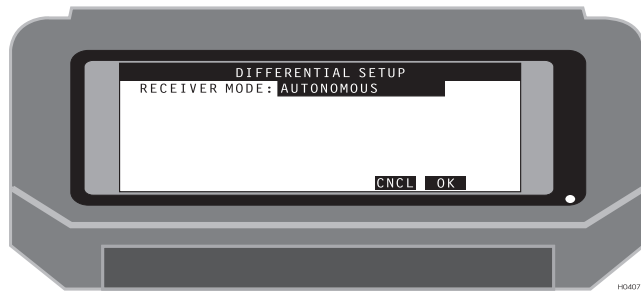 DIFFERENTIAL SETUP
RECEIVER MODE: AUTONOMOUS
CNCL OK
H0407